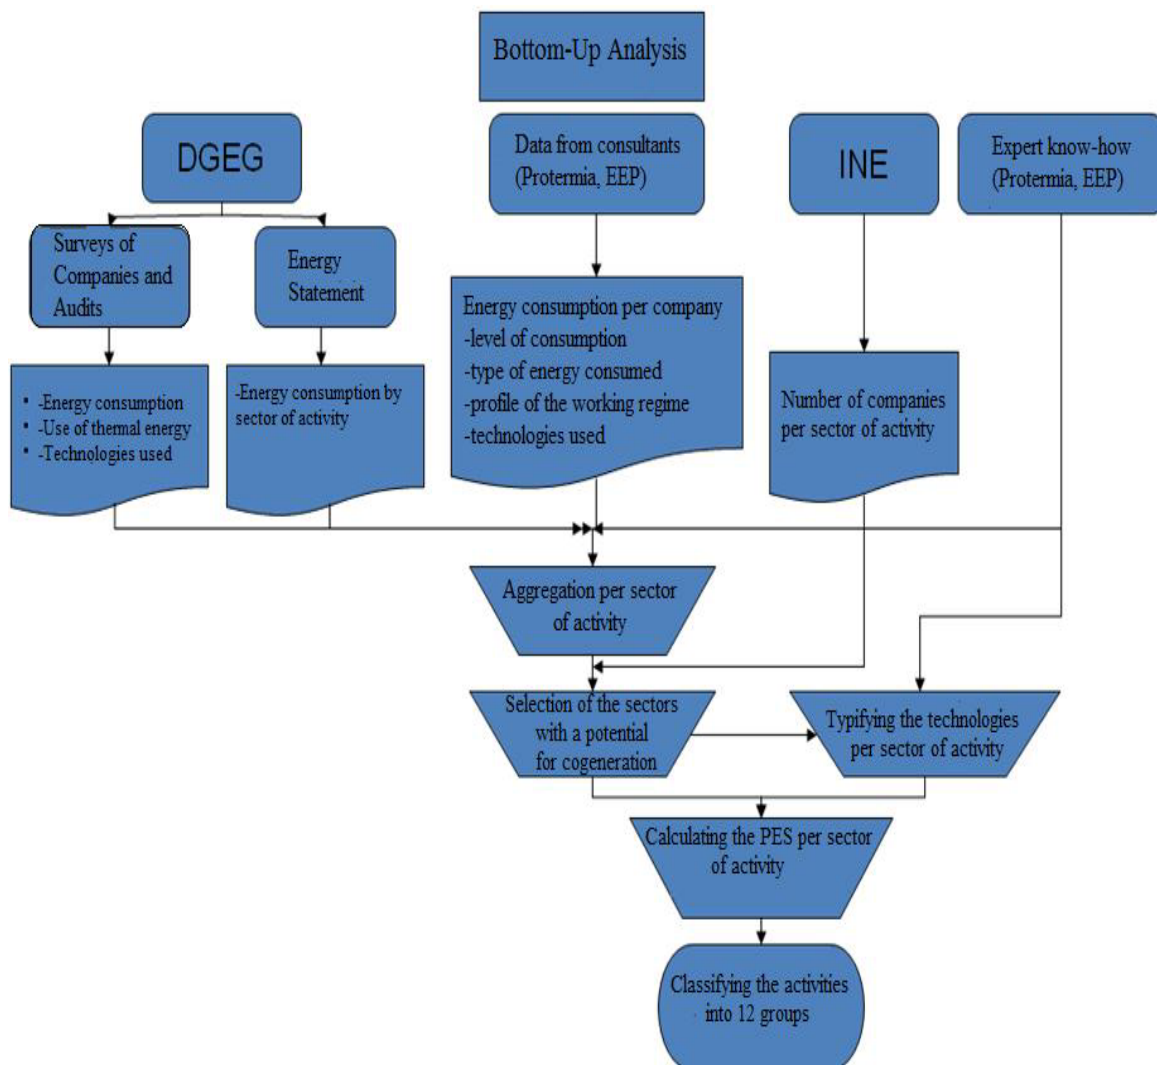 Bottom-Up Analysis
DGEG
Data from consultants
(Protermia, EEP)
INE
Expert know-how
(Protermia, EEP)
Surveys of
Companies and
Audits
Energy
Statement
Energy consumption per company
-level of consumption
-type of energy consumed
-profile of the working regime
-technologies used
▪ -Energy consumption
▪ -Use of thermal energy
▪ -Technologies used
-Energy consumption by
sector of activity
Number of companies
per sector of activity
Aggregation per sector
of activity
Selection of the sectors
with a potential
for cogeneration
Typifying the technologies
per sector of activity
Calculating the PES per sector
of activity
Classifying the activities
into 12 groups